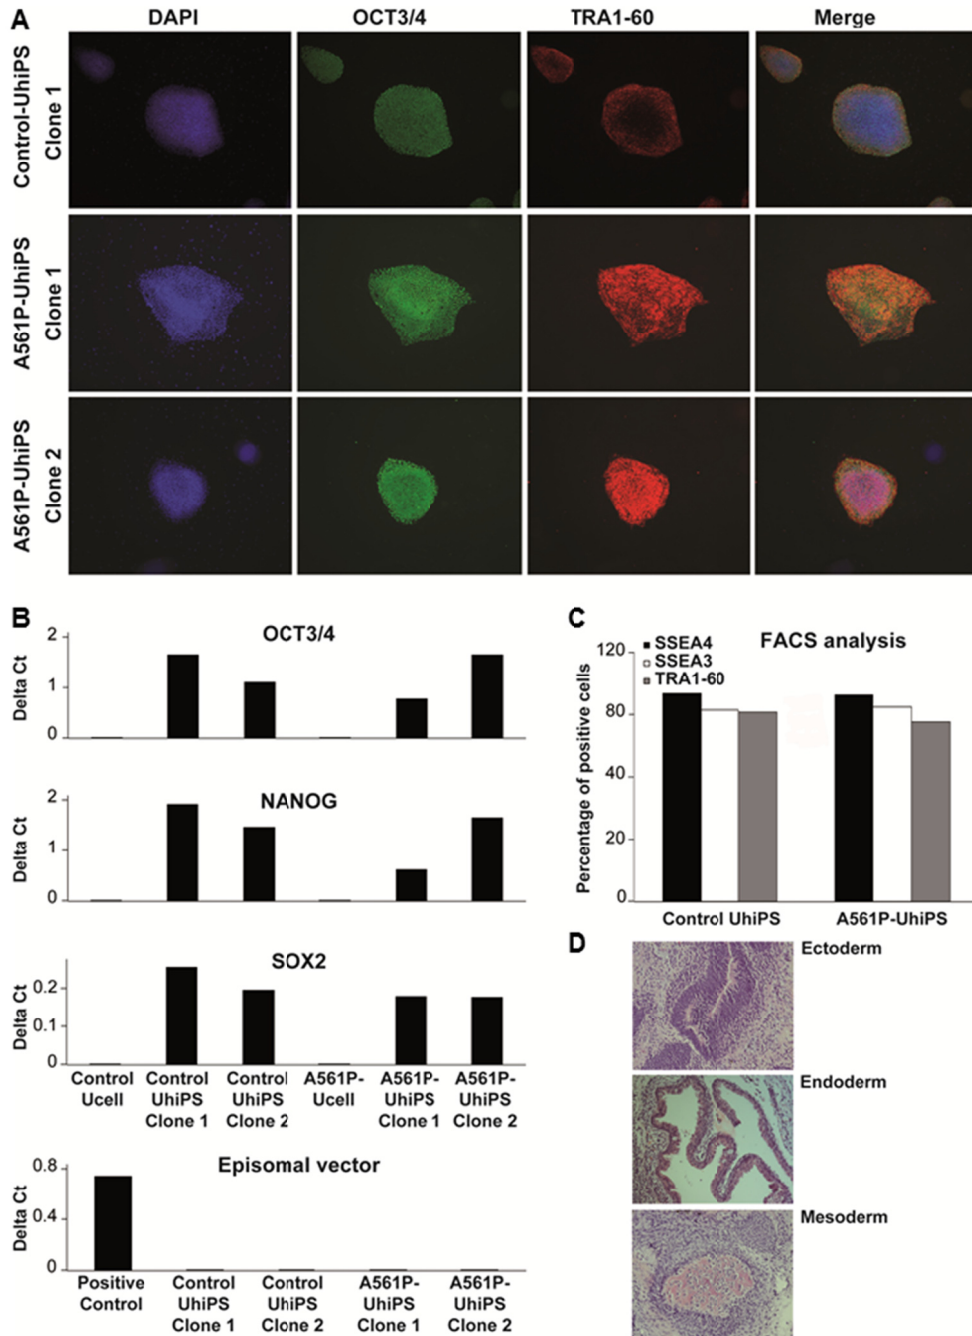 A
DAPI
OCT3/4
TRA1-60
Merge
Control-UhiPS
Clone 1
A561P-UhiPS
Clone 1
A561P-UhiPS
Clone 2
B
OCT3/4
Delta Ct
2
1
0
NANOG
Delta Ct
2
1
0
SOX2
Delta Ct
0.2
0.1
0
Control
Ucell
Control
UhiPS
Clone 1
Control
UhiPS
Clone 2
A561P-
Ucell
A561P-
UhiPS
Clone 1
A561P-
UhiPS
Clone 2
Episomal vector
Delta Ct
0.8
0.4
0
Positive
Control
Control
UhiPS
Clone 1
Control
UhiPS
Clone 2
A561P-
UhiPS
Clone 1
A561P-
UhiPS
Clone 2
C
FACS analysis
SSEA4
SSEA3
TRA1-60
Percentage of positive cells
120
80
40
20
0
Control UhiPS
A561P-UhiPS
D
Ectoderm
Endoderm
Mesoderm